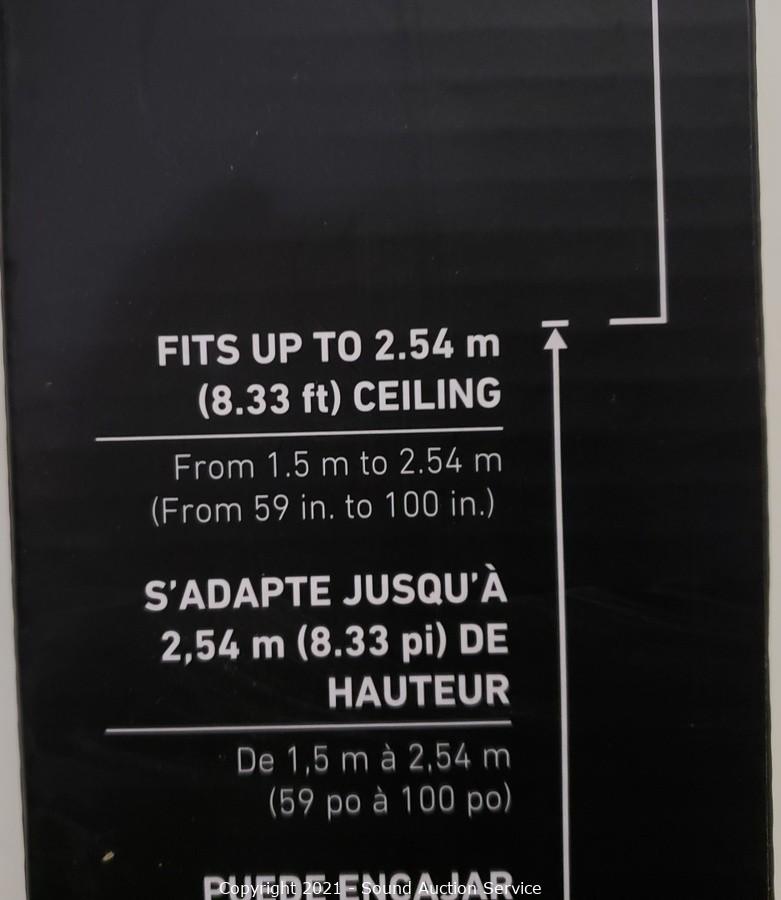 FITS UP TO 2.54 m
(8.33 ft) CEILING
From 1.5 m to 2.54 m
(From 59 in. to 100 in.)
S'ADAPTE JUSQU'À
2,54 m (8.33 pi) DE
HAUTEUR
De 1,5 m à 2,54 m
(59 po à 100 po)
PUEDE ENCAJAR
Copyright 2021 - Sound Auction Service